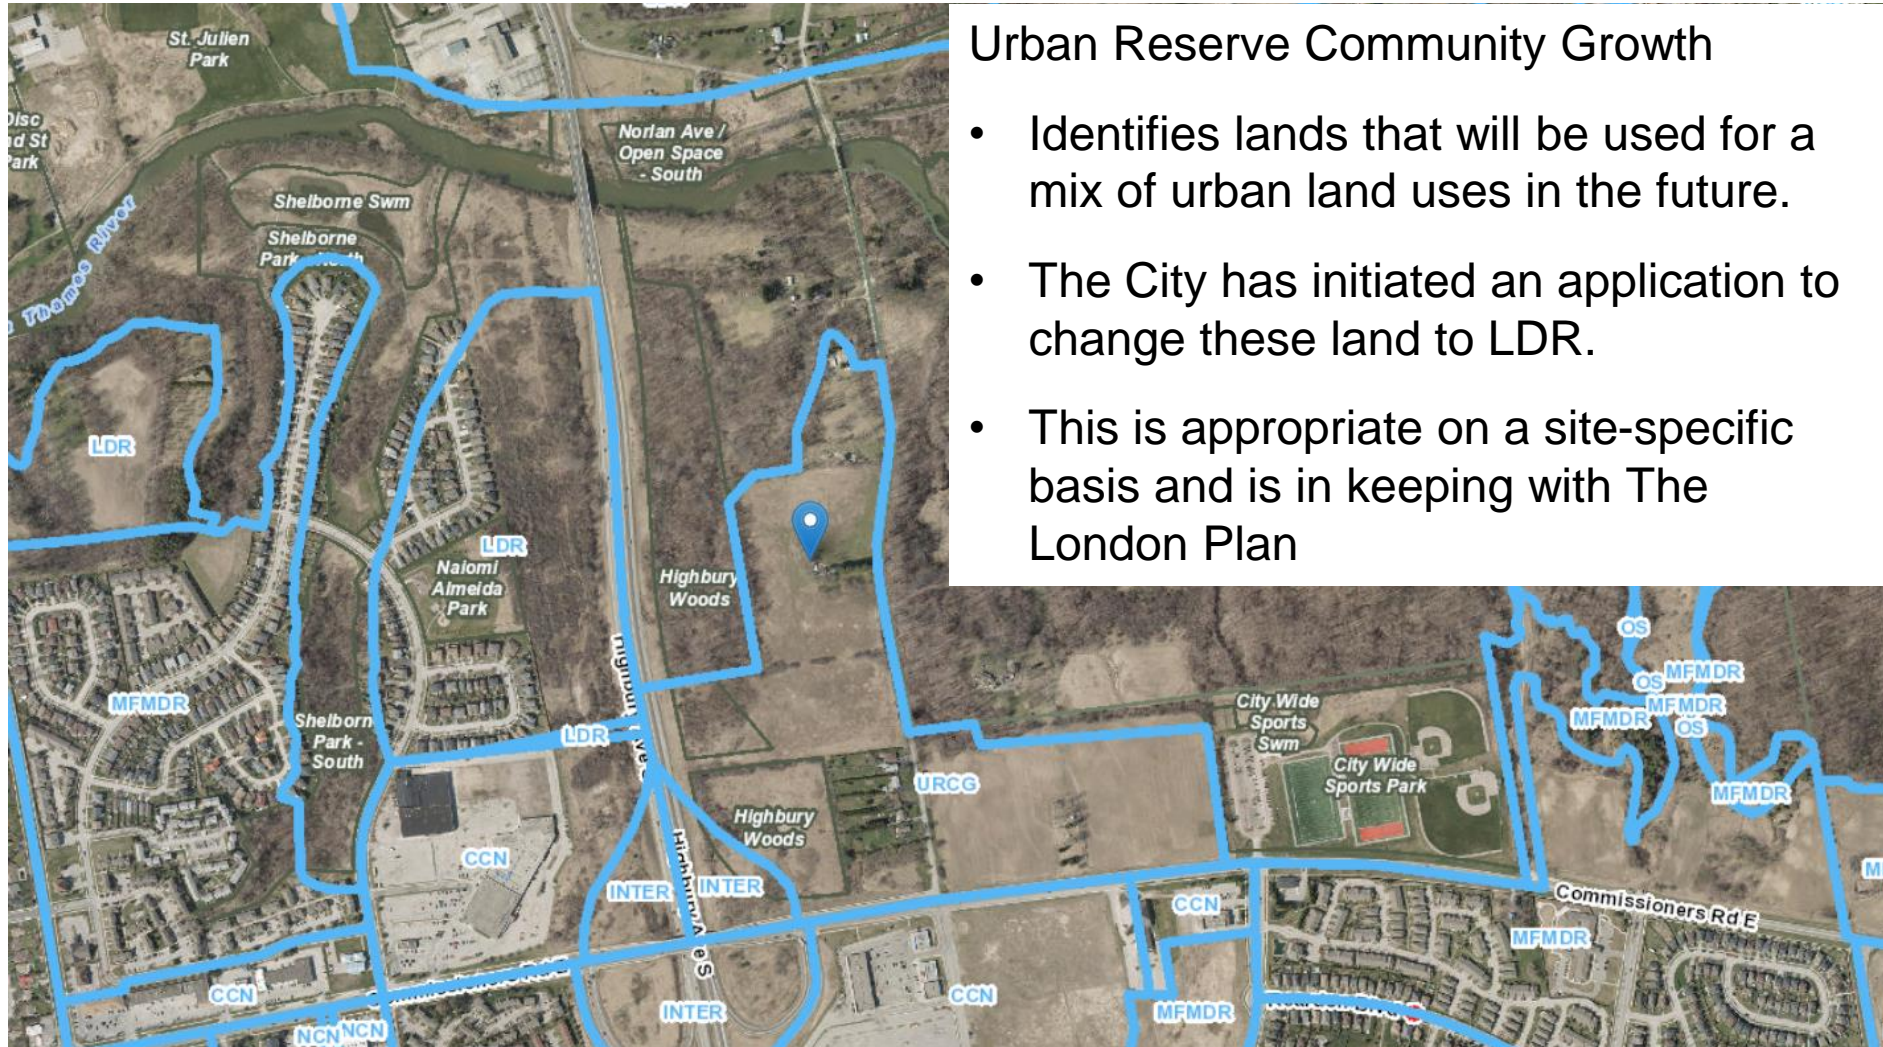 Urban Reserve Community Growth
• Identifies lands that will be used for a
mix of urban land uses in the future.
• The City has initiated an application to
change these land to LDR.
• This is appropriate on a site-specific
basis and is in keeping with The
London Plan
St. Julien
Park
Norlan Ave /
Open Space
- South
Shelborne Swm
Shelborne
Thames River
LDR
LDR
Naiomi
Almeida
Park
Highbury
Woods
MFMDR
Shelborn
Park -
South
LDR
City Wide
Sports
Swm
City Wide
Sports Park
OS
OS
MFMDR
MFMDR
MFMDR
OS
MFMDR
URCG
Highbury
Woods
CCN
INTER
INTER
Highbury Ave S
CCN
Commissioners Rd E
MFMDR
CCN
NCN
NCN
INTER
CCN
MFMDR